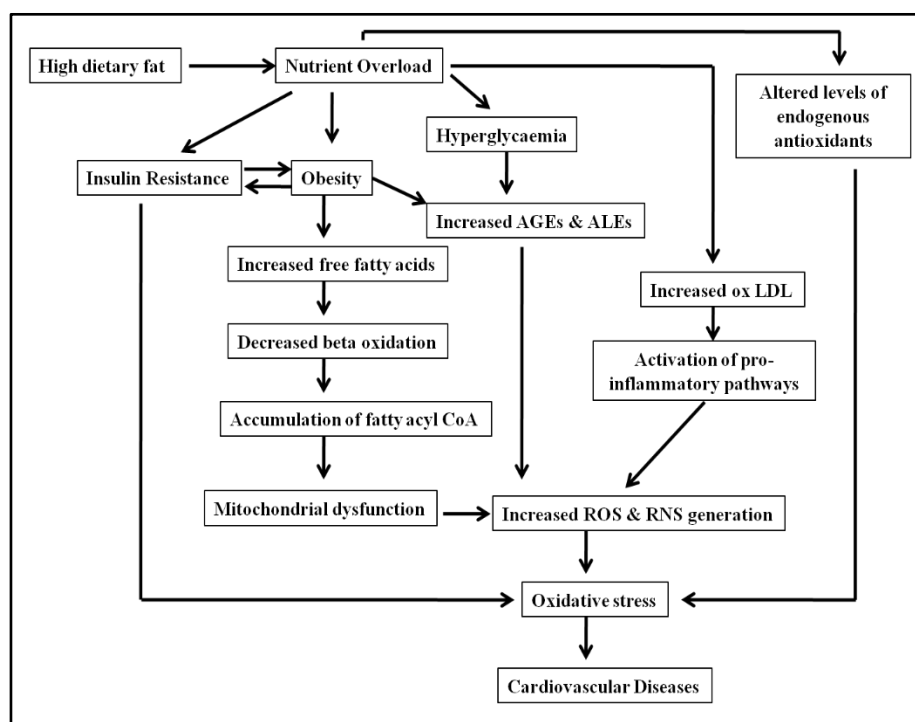 High dietary fat
Nutrient Overload
Altered levels of
endogenous
antioxidants
Hyperglycaemia
Insulin Resistance
Obesity
Increased AGEs & ALEs
Increased free fatty acids
Increased ox LDL
Decreased beta oxidation
Activation of pro-
inflammatory pathways
Accumulation of fatty acyl CoA
Mitochondrial dysfunction
Increased ROS & RNS generation
Oxidative stress
Cardiovascular Diseases